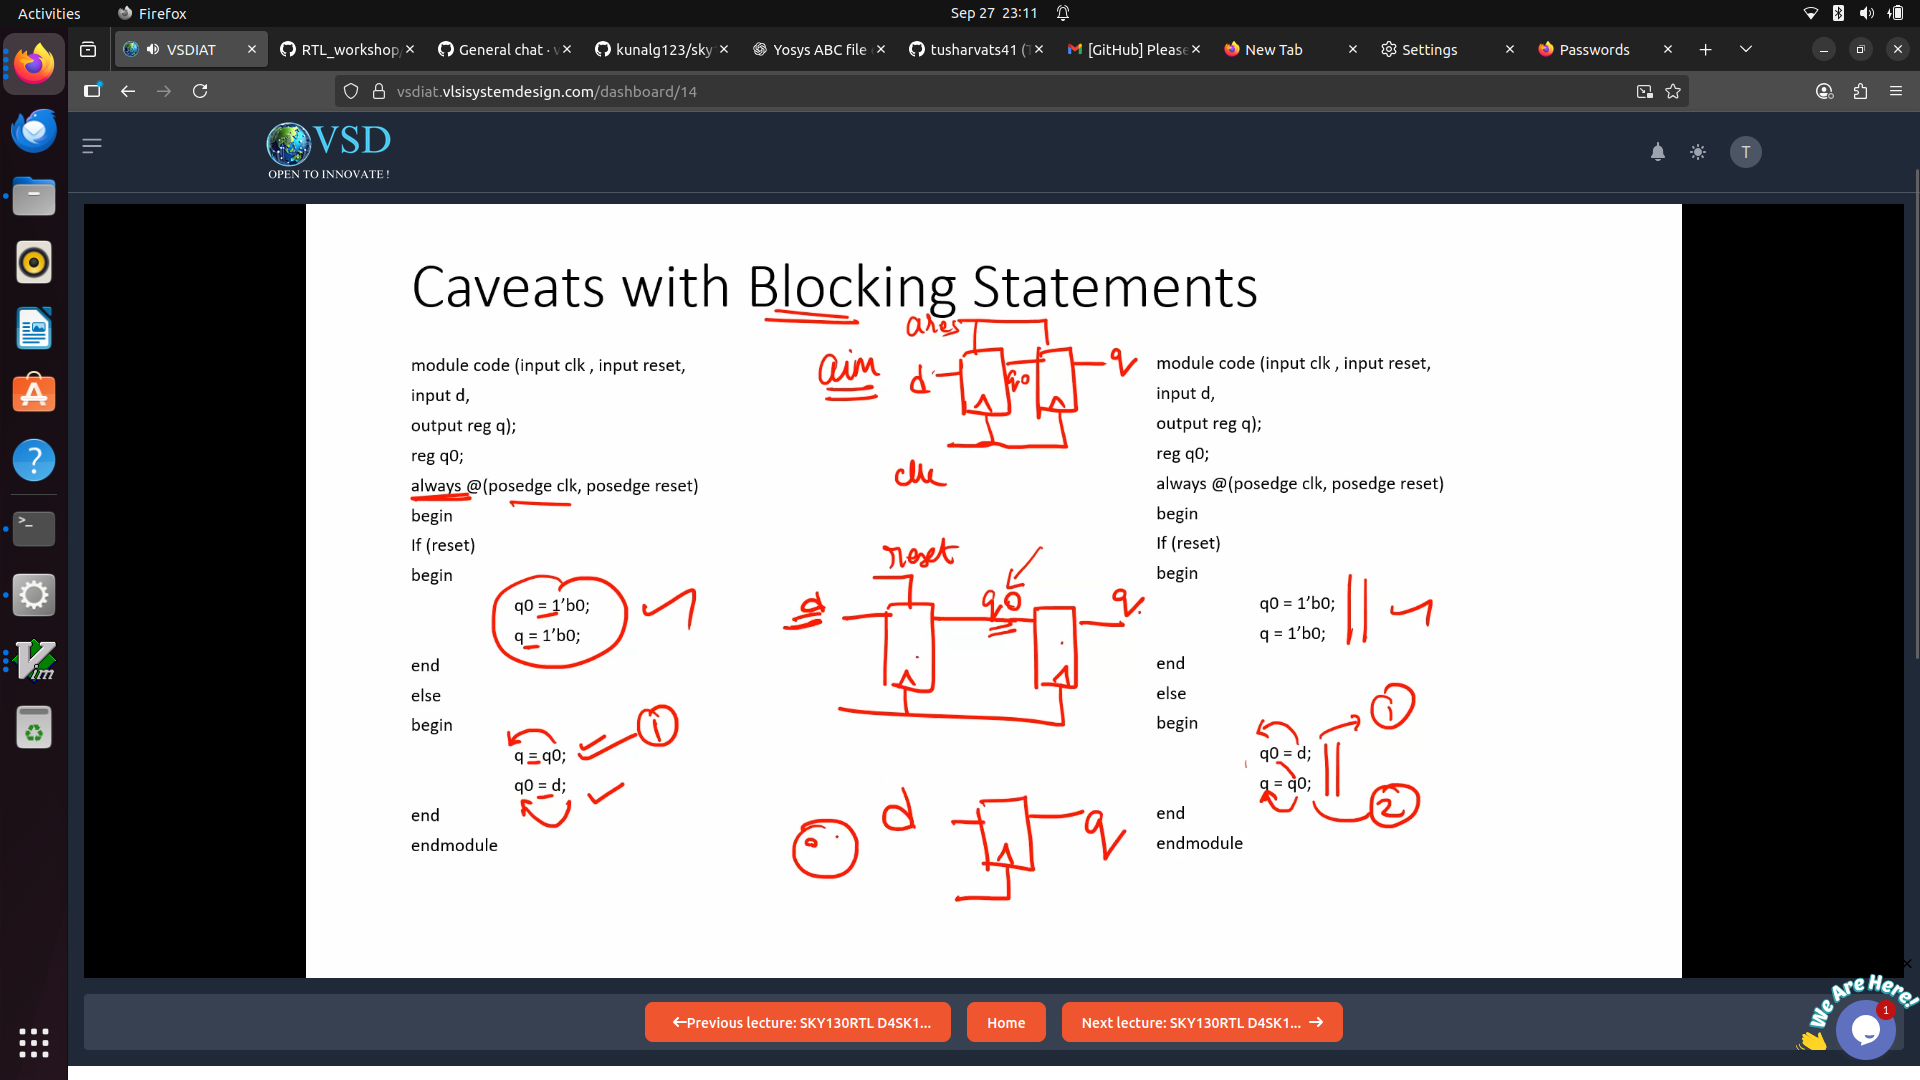 Activities
Firefox
Sep 27 23:11
VSDIAT
RTL_workshop/
General chat · v
kunalg123/sky
Yosys ABC file
tusharvats41 (T
[GitHub] Please
New Tab
Settings
Passwords
vsdiat.vlsisystemdesign.com/dashboard/14
VSD
OPEN TO INNOVATE !
T
Caveats with Blocking Statements
module code (input clk , input reset,
input d,
output reg q);
reg q0;
always @(posedge clk, posedge reset)
begin
If (reset)
begin
q0 = 1'b0;
q = 1'b0;
end
else
begin
q = q0;
q0 = d;
end
endmodule
1
aim
ares
d
q0
q
clk
reset
d
q0
q
d
q
module code (input clk , input reset,
input d,
output reg q);
reg q0;
always @(posedge clk, posedge reset)
begin
If (reset)
begin
q0 = 1'b0;
q = 1'b0;
end
else
begin
q0 = d;
q = q0;
end
endmodule
1
2
←Previous lecture: SKY130RTL D4SK1...
Home
Next lecture: SKY130RTL D4SK1... →
We Are Here!
1